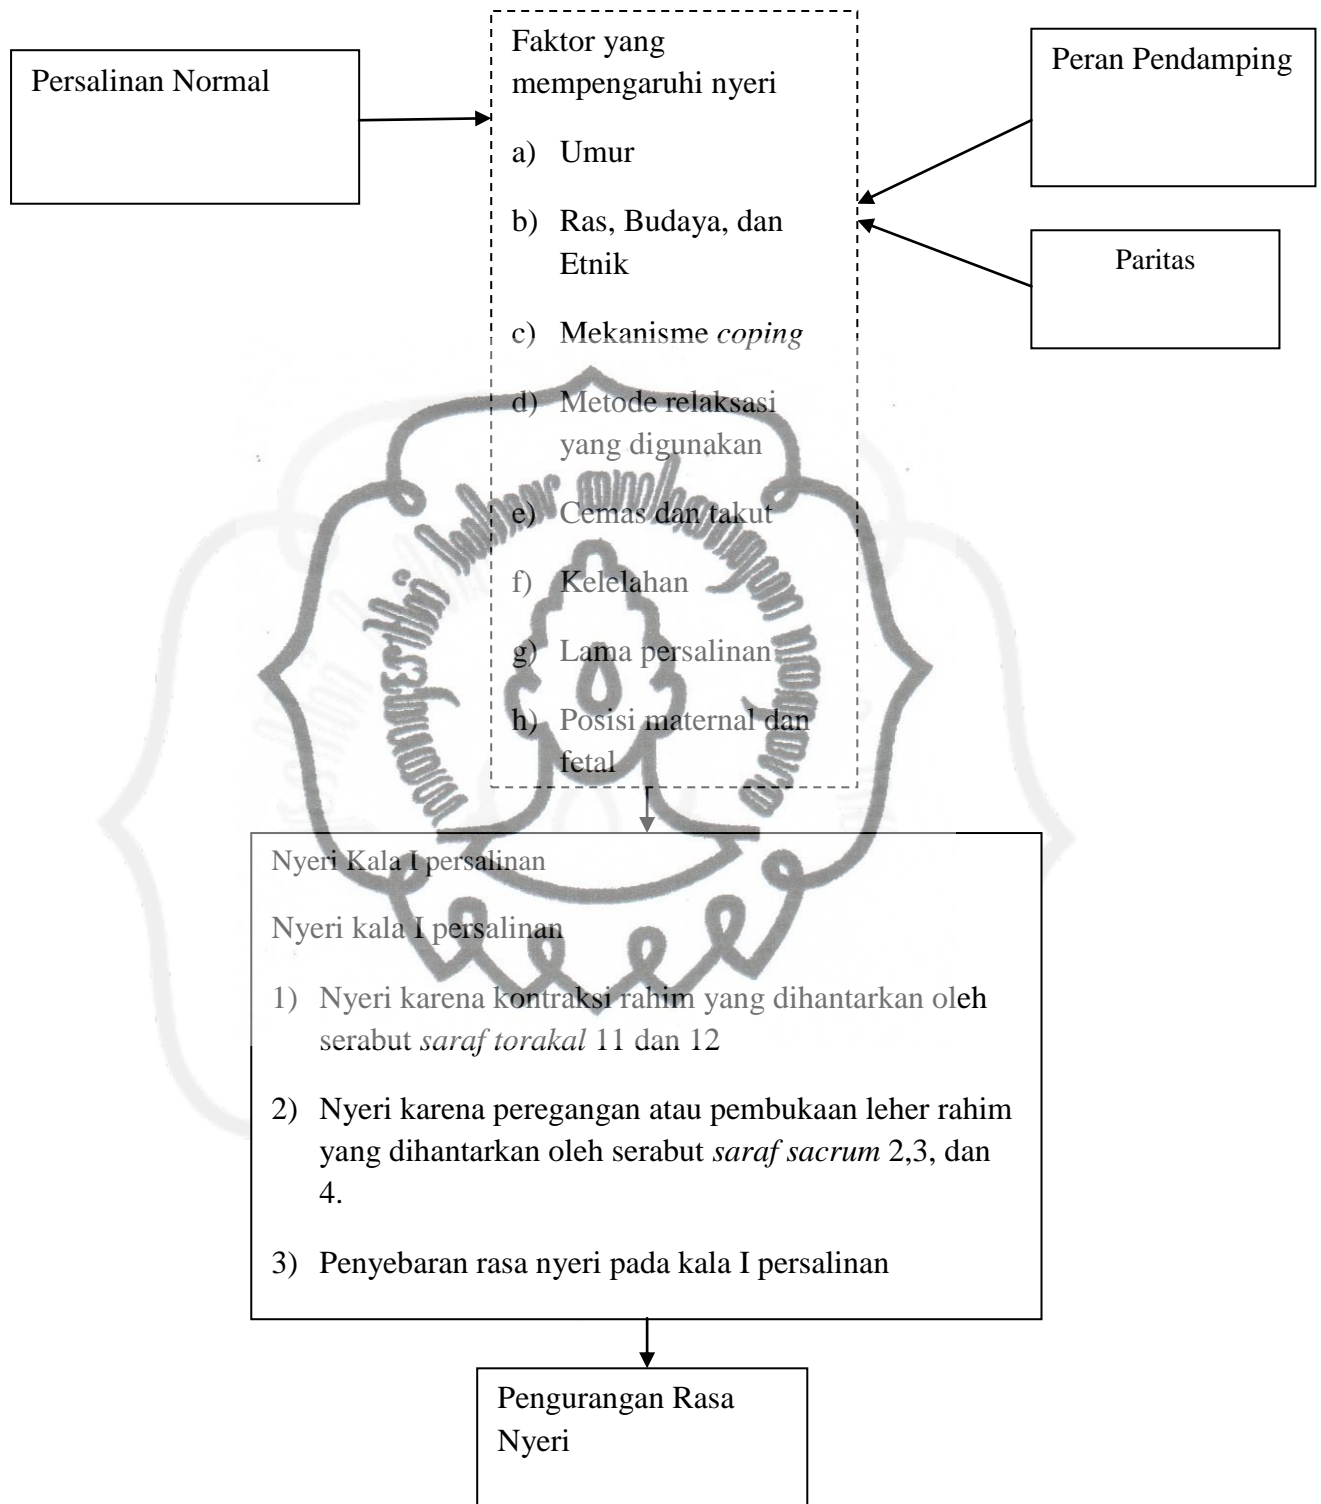 Persalinan Normal
Faktor yang
mempengaruhi nyeri
a) Umur
b) Ras, Budaya, dan
Etnik
c) Mekanisme coping
d) Metode relaksasi
yang digunakan
e) Cemas dan takut
f) Kelelahan
g) Lama persalinan
h) Posisi maternal dan
fetal
Peran Pendamping
Paritas
Nyeri Kala I persalinan
Nyeri kala I persalinan
1) Nyeri karena kontraksi rahim yang dihantarkan oleh
serabut saraf torakal 11 dan 12
2) Nyeri karena peregangan atau pembukaan leher rahim
yang dihantarkan oleh serabut saraf sacrum 2,3, dan
4.
3) Penyebaran rasa nyeri pada kala I persalinan
Pengurangan Rasa
Nyeri